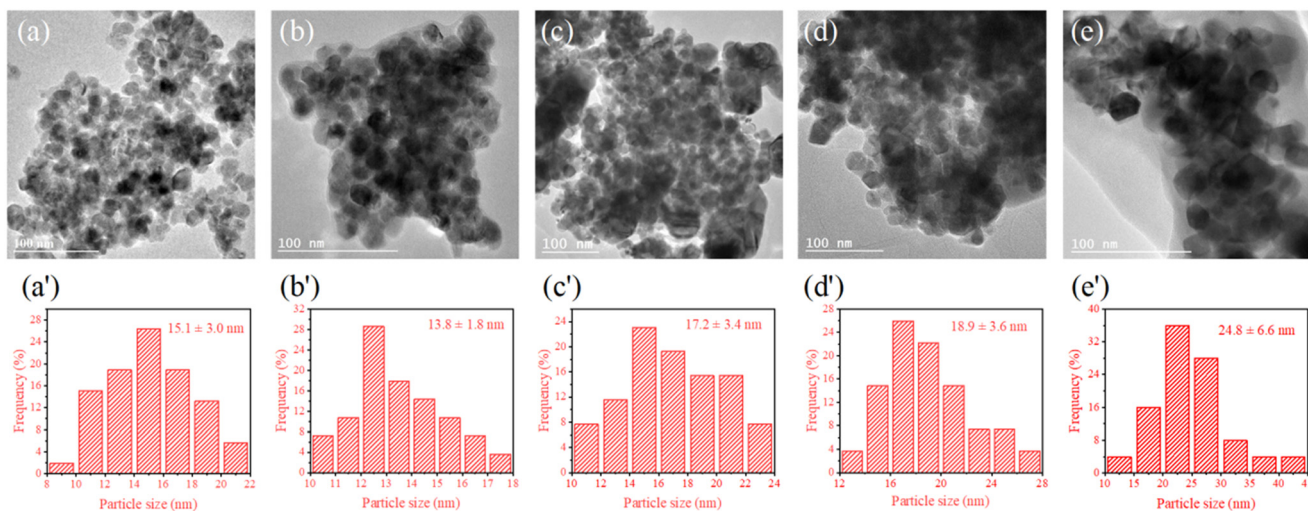 (a) (b) (c) (d) (e)
100 nm 100 nm 100 nm 100 nm 100 nm
(a') (b') (c') (d') (e')
15.1 ± 3.0 nm
Frequency (%)
28
24
20
16
12
8
4
0
8 10 12 14 16 18 20 22
Particle size (nm)
13.8 ± 1.8 nm
Frequency (%)
32
28
24
20
16
12
8
4
0
10 11 12 13 14 15 16 17 18
Particle size (nm)
17.2 ± 3.4 nm
Frequency (%)
24
20
16
12
8
4
0
10 12 14 16 18 20 22 24
Particle size (nm)
18.9 ± 3.6 nm
Frequency (%)
28
24
20
16
12
8
4
0
12 16 20 24 28
Particle size (nm)
24.8 ± 6.6 nm
Frequency (%)
40
36
28
16
8
4
0
10 15 20 25 30 35 40
Particle size (nm)